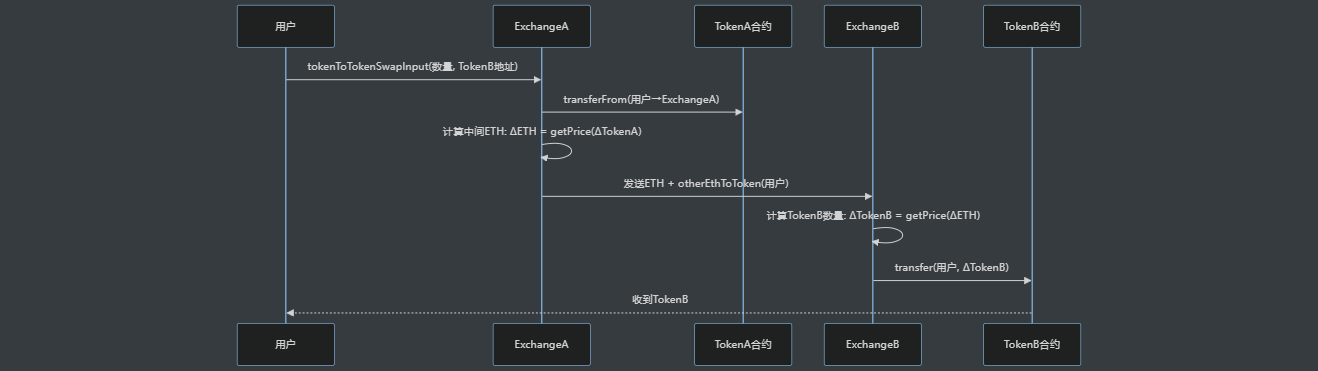 用户
ExchangeA
TokenA合约
ExchangeB
TokenB合约
tokenToTokenSwapInput(数量, TokenB地址)
transferFrom(用户→ExchangeA)
计算中间ETH: ΔETH = getPrice(ΔTokenA)
发送ETH + otherEthToToken(用户)
计算TokenB数量: ΔTokenB = getPrice(ΔETH)
transfer(用户, ΔTokenB)
收到TokenB
用户
ExchangeA
TokenA合约
ExchangeB
TokenB合约